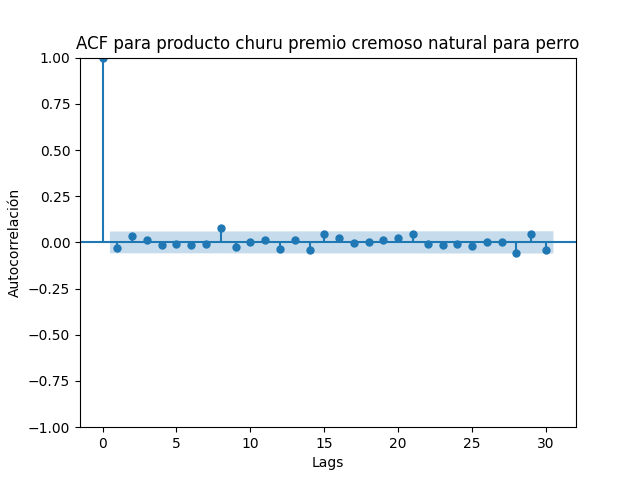 ACF para producto churu premio cremoso natural para perro
1.00
0.75
0.50
0.25
0.00
−0.25
−0.50
−0.75
−1.00
Autocorrelación
0 5 10 15 20 25 30
Lags